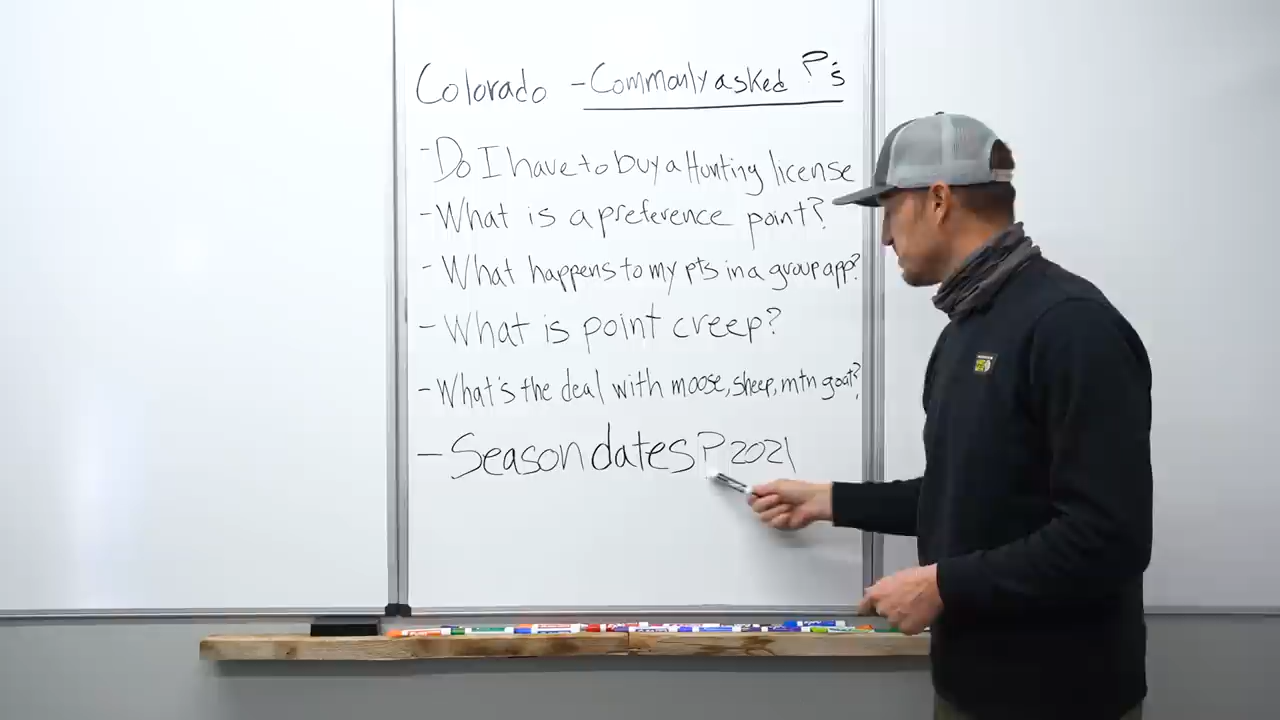 Colorado - Commonly asked ?'s
- Do I have to buy a Hunting license
- What is a preference point?
- What happens to my pts in a group app?
- What is point creep?
- What's the deal with moose, sheep, mtn goat?
- Season dates? 2021